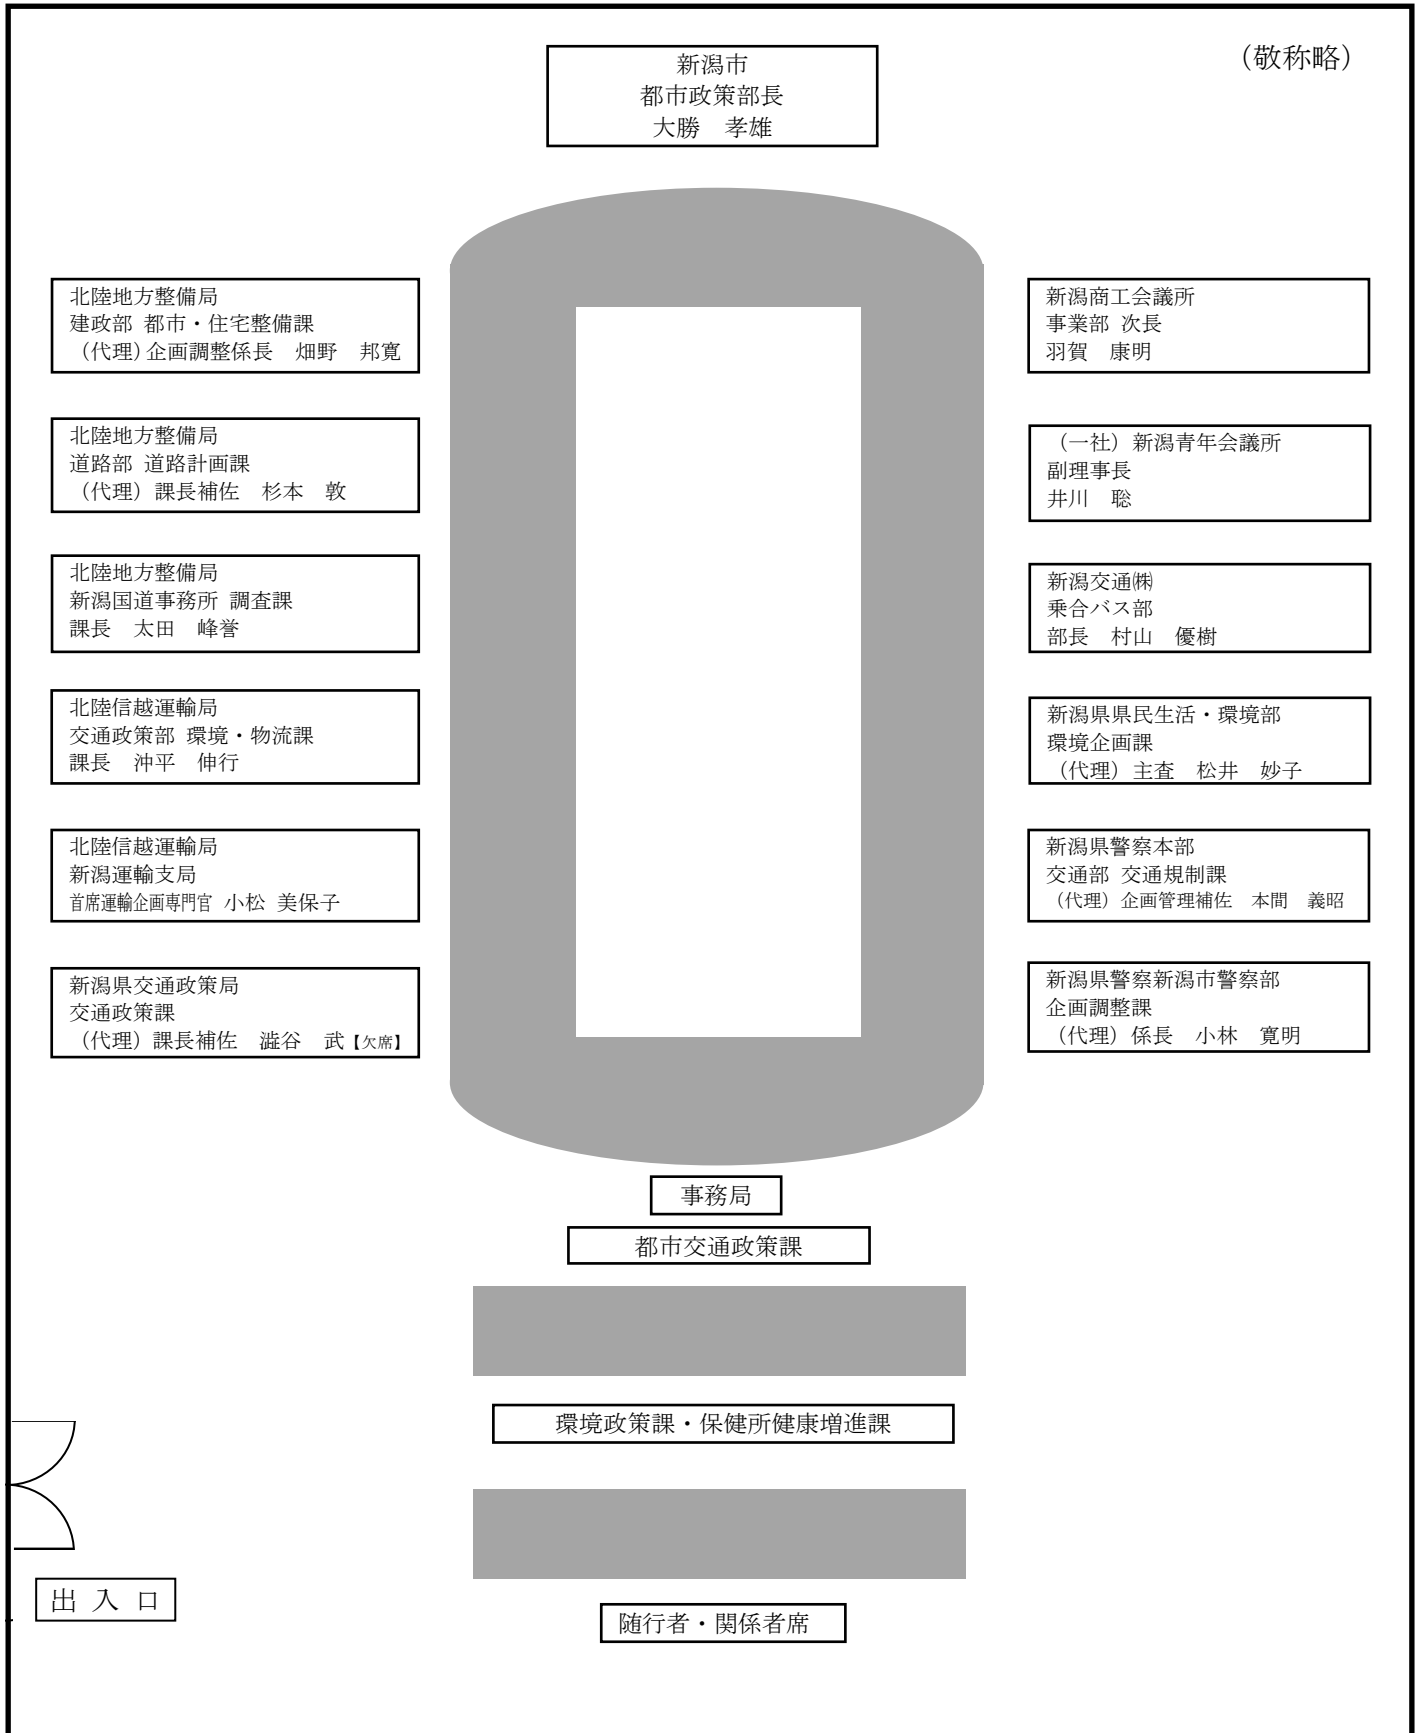 (敬称略)
新潟市
都市政策部長
大勝　孝雄
北陸地方整備局
建政部 都市・住宅整備課
（代理）企画調整係長　畑野　邦寛
北陸地方整備局
道路部 道路計画課
（代理）課長補佐　杉本　敦
北陸地方整備局
新潟国道事務所 調査課
課長　太田　峰誉
北陸信越運輸局
交通政策部 環境・物流課
課長　沖平　伸行
北陸信越運輸局
新潟運輸支局
首席運輸企画専門官 小松 美保子
新潟県交通政策局
交通政策課
（代理）課長補佐　澁谷　武【欠席】
新潟商工会議所
事業部 次長
羽賀　康明
（一社）新潟青年会議所
副理事長
井川　聡
新潟交通㈱
乗合バス部
部長　村山　優樹
新潟県県民生活・環境部
環境企画課
（代理）主査　松井　妙子
新潟県警察本部
交通部 交通規制課
（代理）企画管理補佐　本間　義昭
新潟県警察新潟市警察部
企画調整課
（代理）係長　小林　寛明
事務局
都市交通政策課
環境政策課・保健所健康増進課
出 入 口
随行者・関係者席